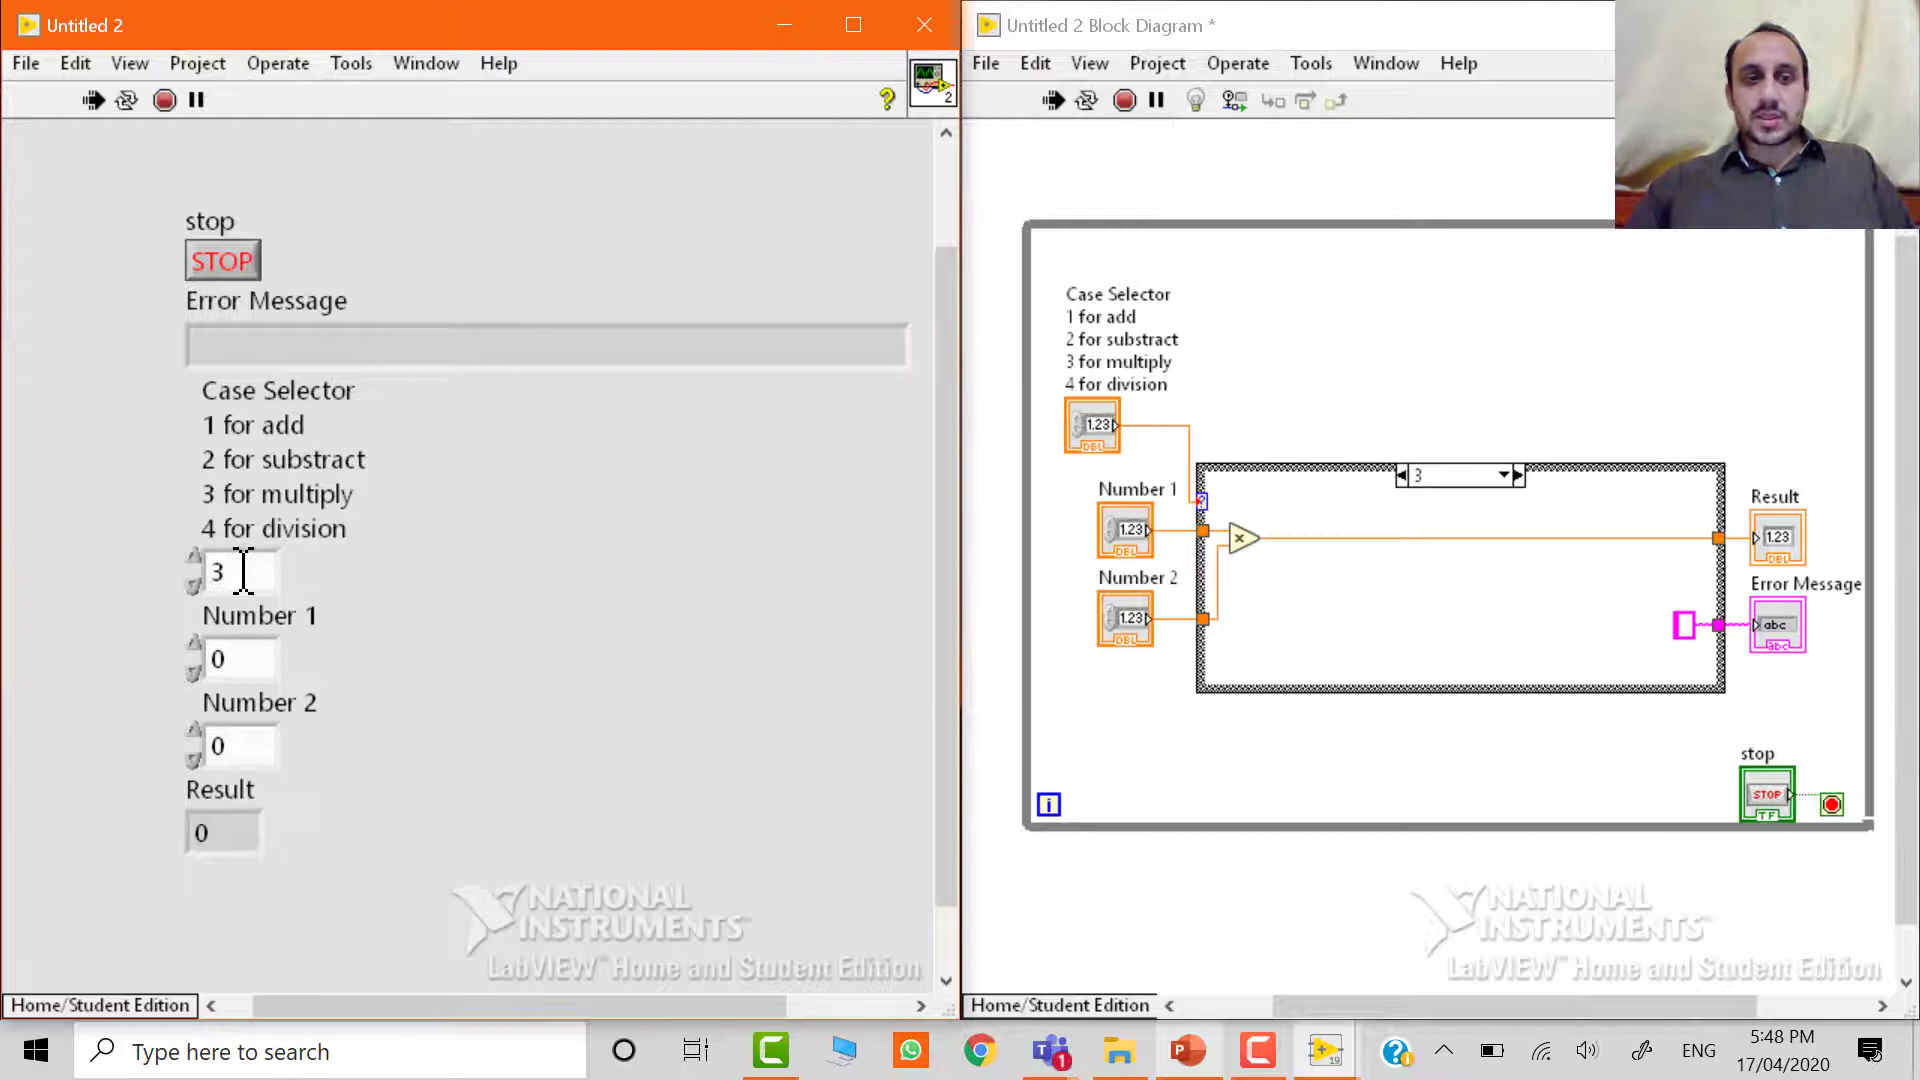 Untitled 2
File Edit View Project Operate Tools Window Help
2
stop
STOP
Error Message
Case Selector
1 for add
2 for substract
3 for multiply
4 for division
3
Number 1
0
Number 2
0
Result
0
NATIONAL
INSTRUMENTS
LabVIEW™ Home and Student Edition
Home/Student Edition
Untitled 2 Block Diagram *
File Edit View Project Operate Tools Window Help
Case Selector
1 for add
2 for substract
3 for multiply
4 for division
1.23
DBL
Number 1
1.23
DBL
Number 2
1.23
DBL
3
?
×
Result
1.23
DBL
Error Message
abc
abc
stop
STOP
TF
i
NATIONAL
INSTRUMENTS
LabVIEW™ Home and Student Edition
Home/Student Edition
Type here to search
1
19
ENG
5:48 PM
17/04/2020